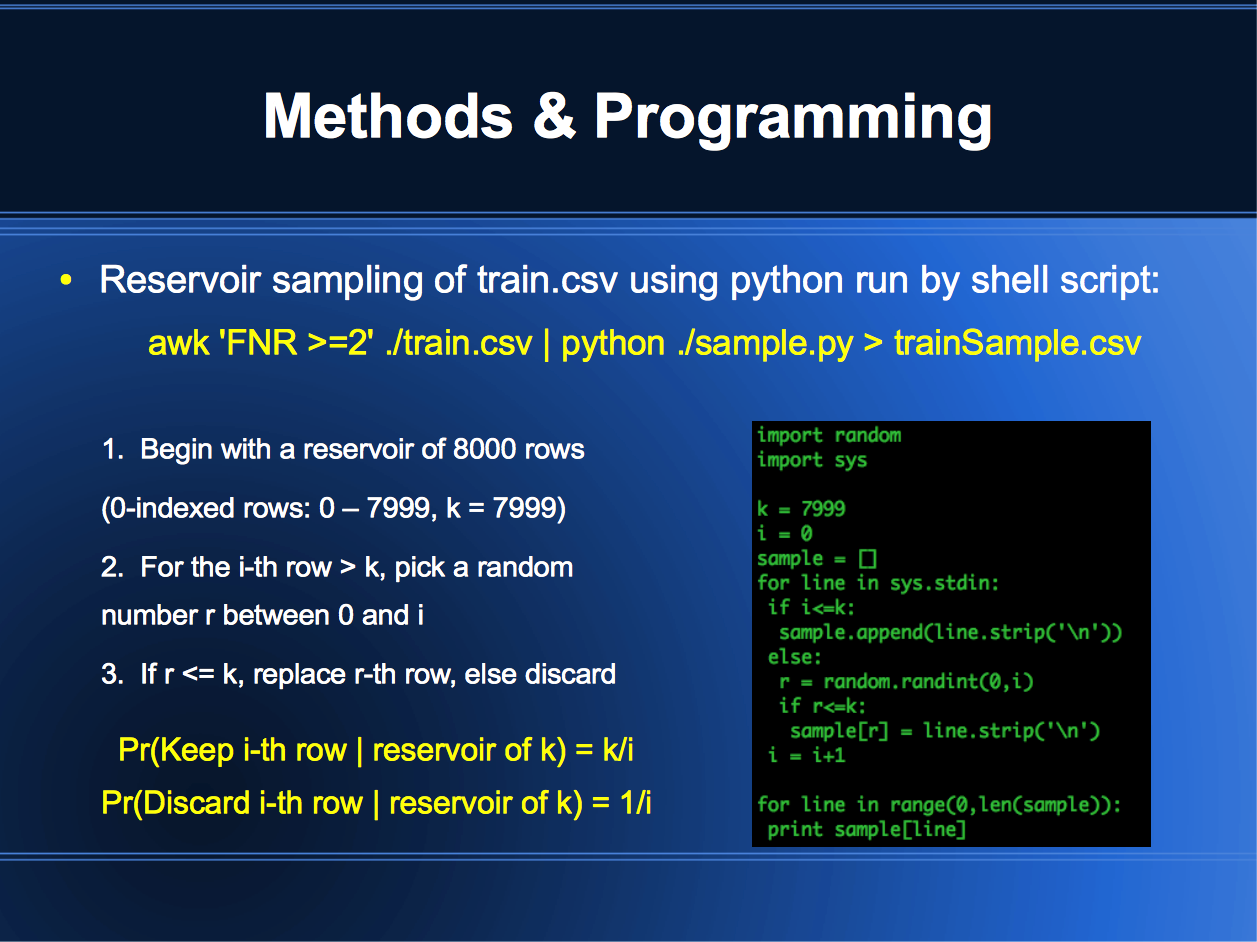 Methods & Programming
• Reservoir sampling of train.csv using python run by shell script:
awk 'FNR >=2' ./train.csv | python ./sample.py > trainSample.csv
1. Begin with a reservoir of 8000 rows
(0-indexed rows: 0 – 7999, k = 7999)
2. For the i-th row > k, pick a random
number r between 0 and i
3. If r <= k, replace r-th row, else discard
Pr(Keep i-th row | reservoir of k) = k/i
Pr(Discard i-th row | reservoir of k) = 1/i
import random
import sys

k = 7999
i = 0
sample = []
for line in sys.stdin:
 if i<=k:
  sample.append(line.strip('\n'))
 else:
  r = random.randint(0,i)
  if r<=k:
   sample[r] = line.strip('\n')
 i = i+1

for line in range(0,len(sample)):
 print sample[line]